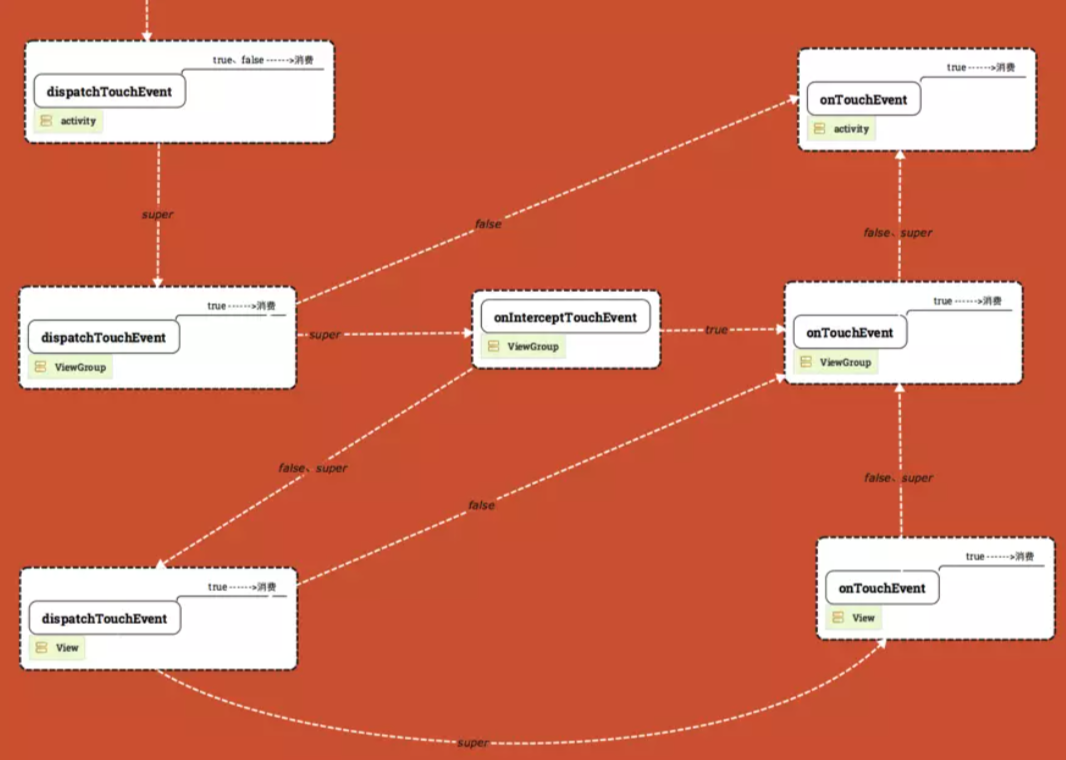 true、false ------>消费
dispatchTouchEvent
activity
true ------>消费
onTouchEvent
activity
super
false
false、super
true ------>消费
dispatchTouchEvent
ViewGroup
super
onInterceptTouchEvent
ViewGroup
true
true ------>消费
onTouchEvent
ViewGroup
false、super
false
false、super
true ------>消费
dispatchTouchEvent
View
true ------>消费
onTouchEvent
View
super